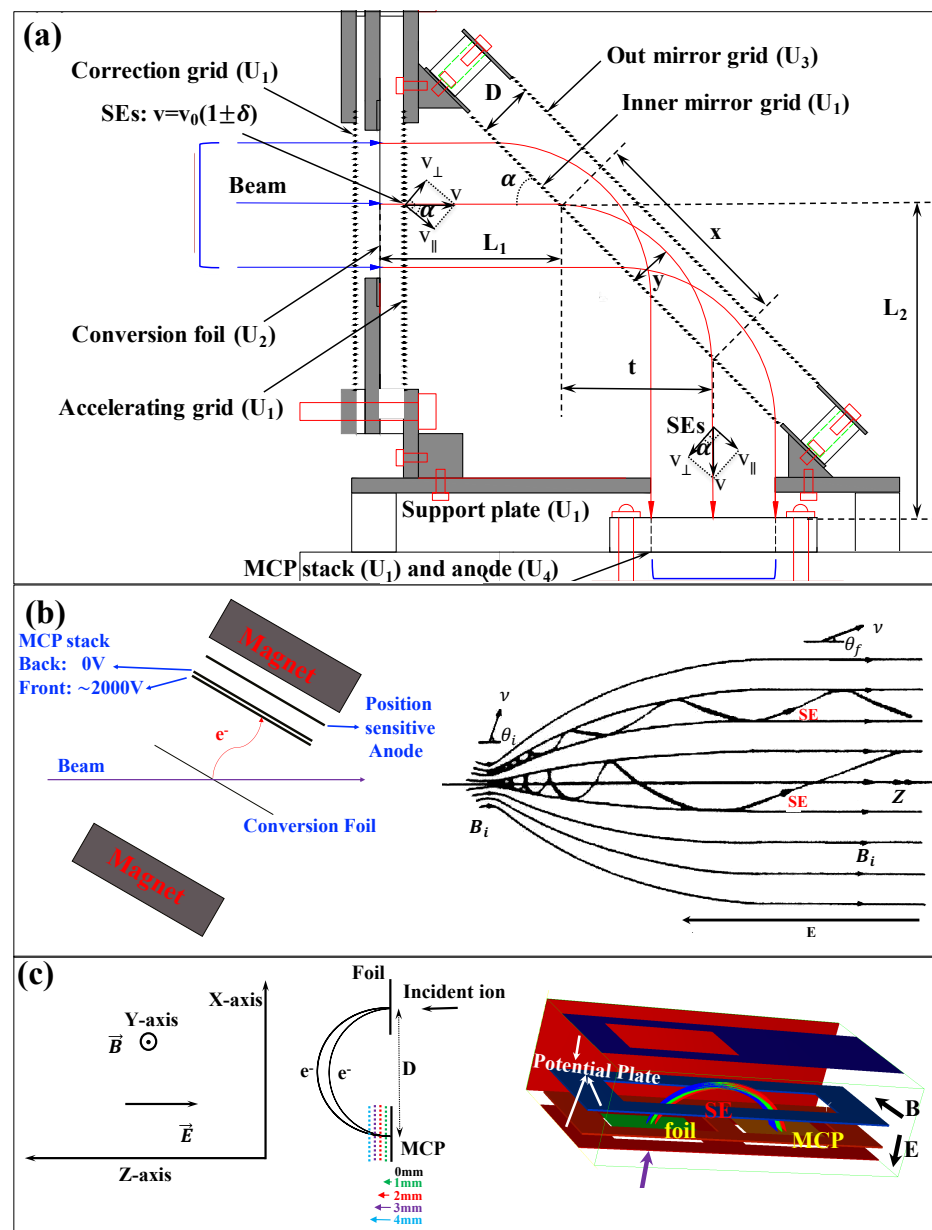 (a)
Correction grid (U1)
SEs: v=v0(1±δ)
Out mirror grid (U3)
Inner mirror grid (U1)
D
α
V⊥
V
α
V∥
Beam
x
L1
y
L2
Conversion foil (U2)
t
Accelerating grid (U1)
SEs
α
V⊥
V∥
V
Support plate (U1)
MCP stack (U1) and anode (U4)
(b)
MCP stack
Back: 0V
Front: ~2000V
Magnet
Position
sensitive
Anode
e-
Beam
Conversion Foil
Magnet
ν
θf
ν
θi
SE
SE
Z
Bi
Bi
E
(c)
X-axis
Y-axis
B
E
Z-axis
Foil
Incident ion
e-
e-
D
MCP
0mm
1mm
2mm
3mm
4mm
Potential Plate
SE
foil
MCP
B
E